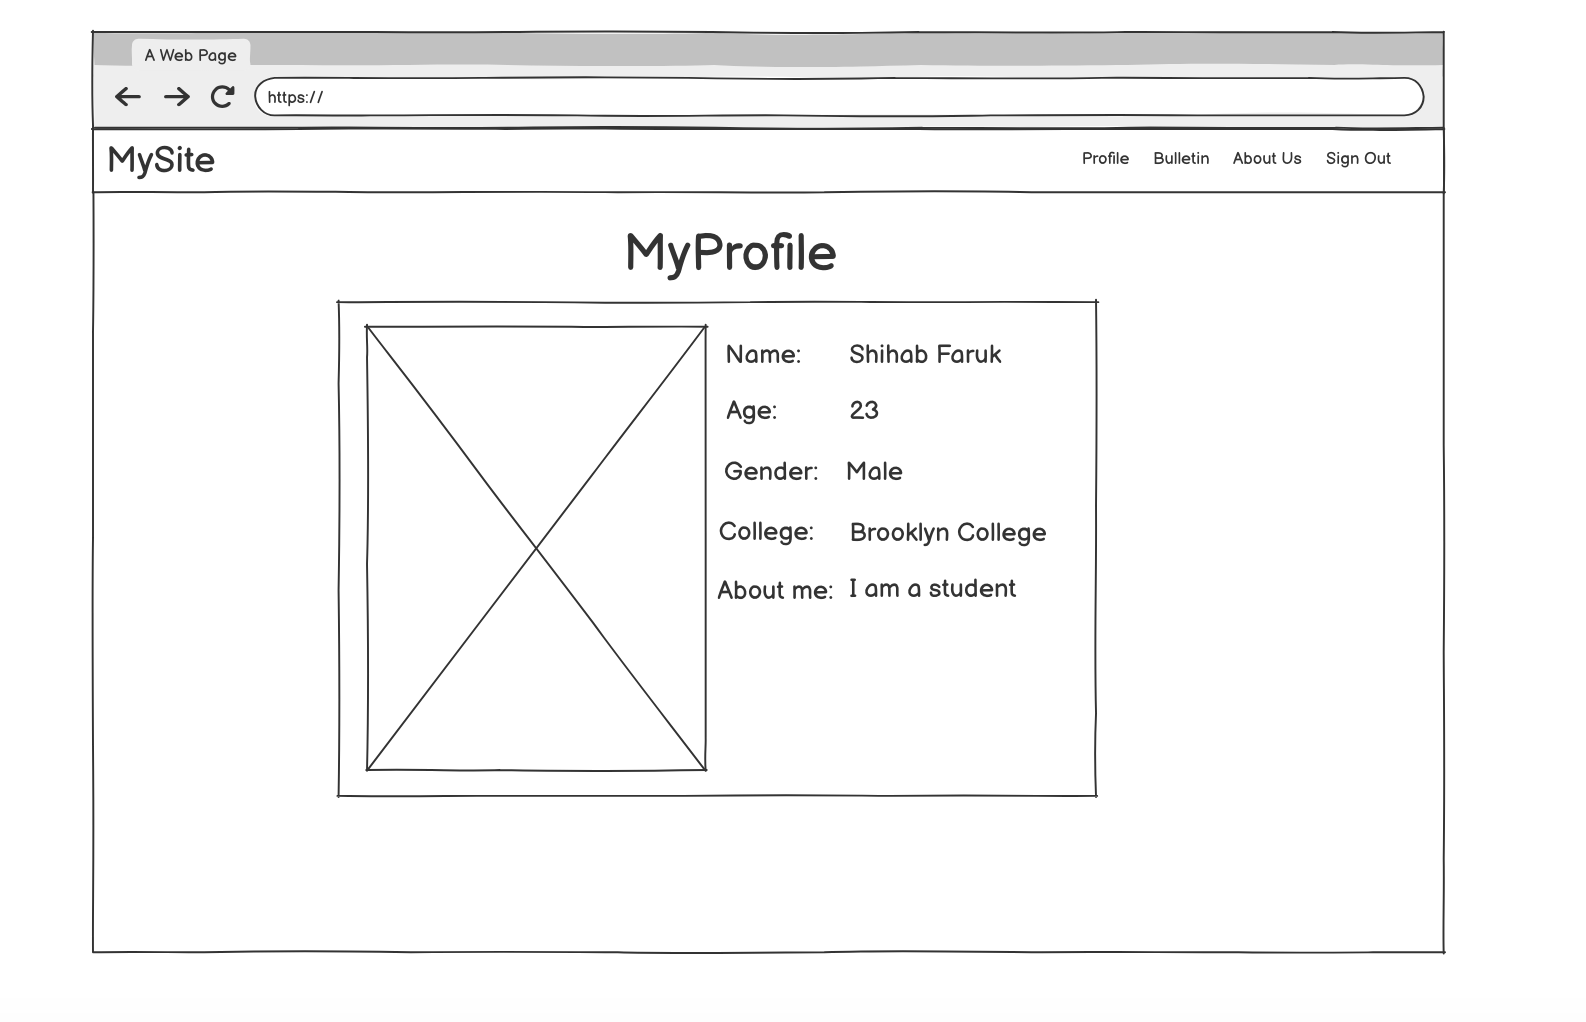 A Web Page
https://
MySite
Profile Bulletin About Us Sign Out
MyProfile
Name: Shihab Faruk
Age: 23
Gender: Male
College: Brooklyn College
About me: I am a student